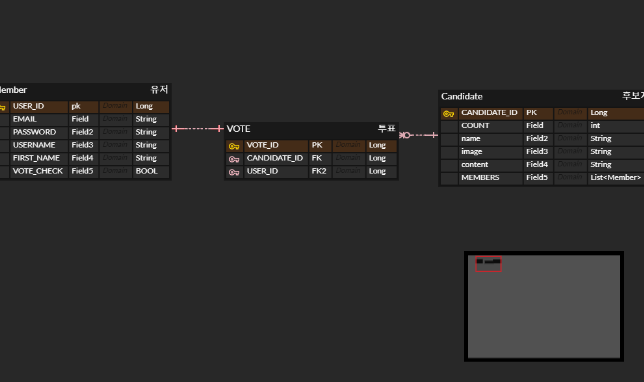 ember 유저
USER_ID pk Domain Long
EMAIL Field Domain String
PASSWORD Field2 Domain String
USERNAME Field3 Domain String
FIRST_NAME Field4 Domain String
VOTE_CHECK Field5 Domain BOOL
VOTE 투표
VOTE_ID PK Domain Long
CANDIDATE_ID FK Domain Long
USER_ID FK2 Domain Long
Candidate 후보자
CANDIDATE_ID PK Domain Long
COUNT Field Domain int
name Field2 Domain String
image Field3 Domain String
content Field4 Domain String
MEMBERS Field5 Domain List<Member>